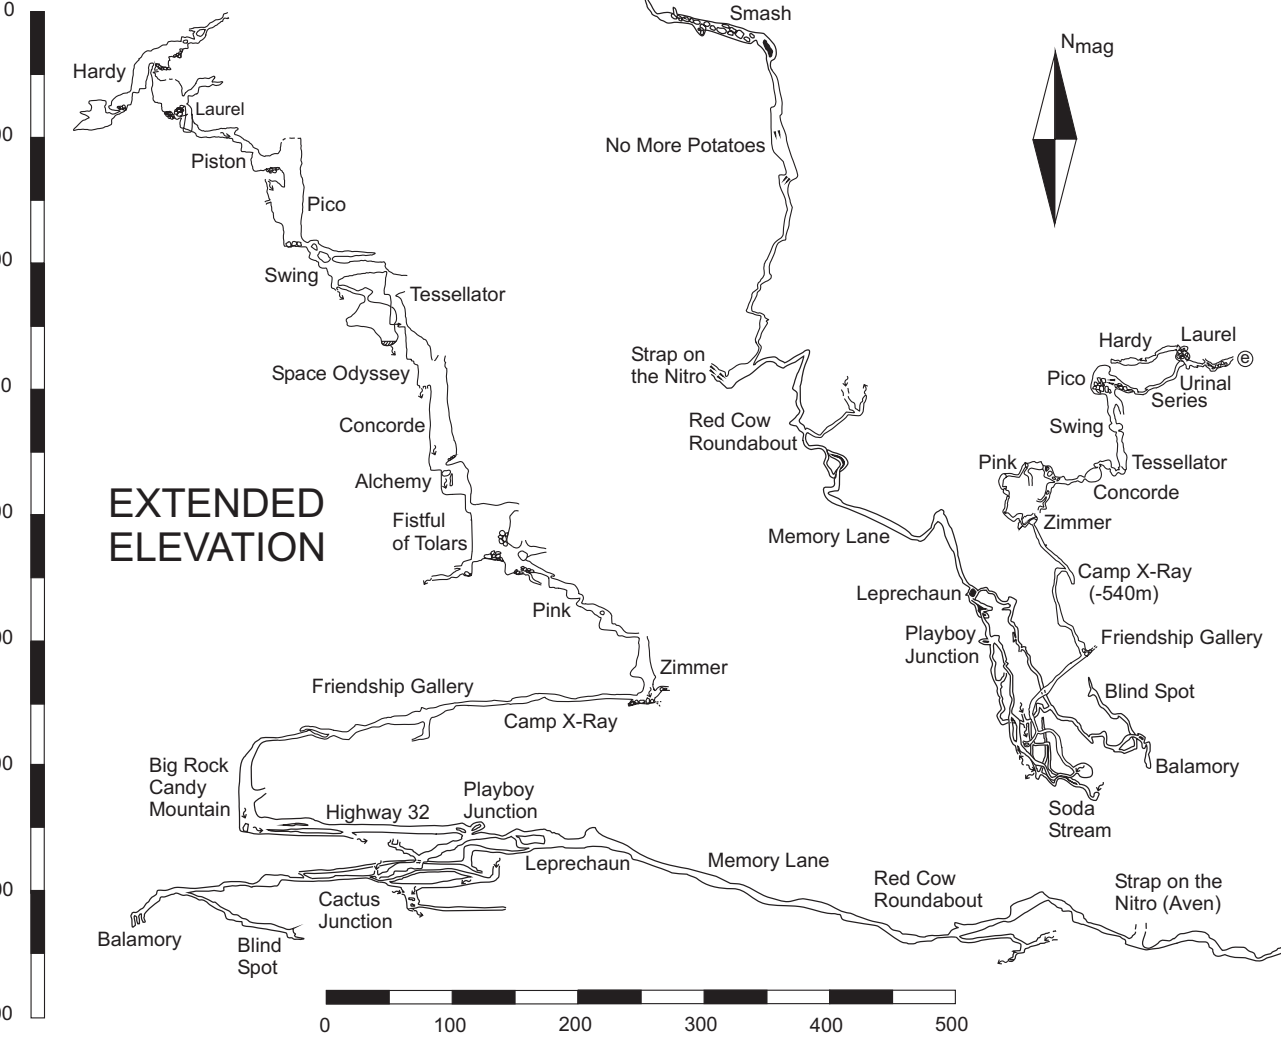 0
Smash
Nmag
Hardy
Laurel
No More Potatoes
Piston
Pico
Swing
Tessellator
Strap on
the Nitro
Hardy
Laurel
e
Space Odyssey
Pico
Urinal
Series
Concorde
Red Cow
Roundabout
Swing
Alchemy
Pink
Tessellator
Concorde
EXTENDED
ELEVATION
Fistful
of Tolars
Zimmer
Memory Lane
Camp X-Ray
(-540m)
Leprechaun
Pink
Playboy
Junction
Friendship Gallery
Zimmer
Friendship Gallery
Blind Spot
Camp X-Ray
Big Rock
Candy
Mountain
Balamory
Playboy
Junction
Highway 32
Soda
Stream
Leprechaun
Memory Lane
Red Cow
Roundabout
Strap on the
Nitro (Aven)
Cactus
Junction
Balamory
Blind
Spot
0 100 200 300 400 500